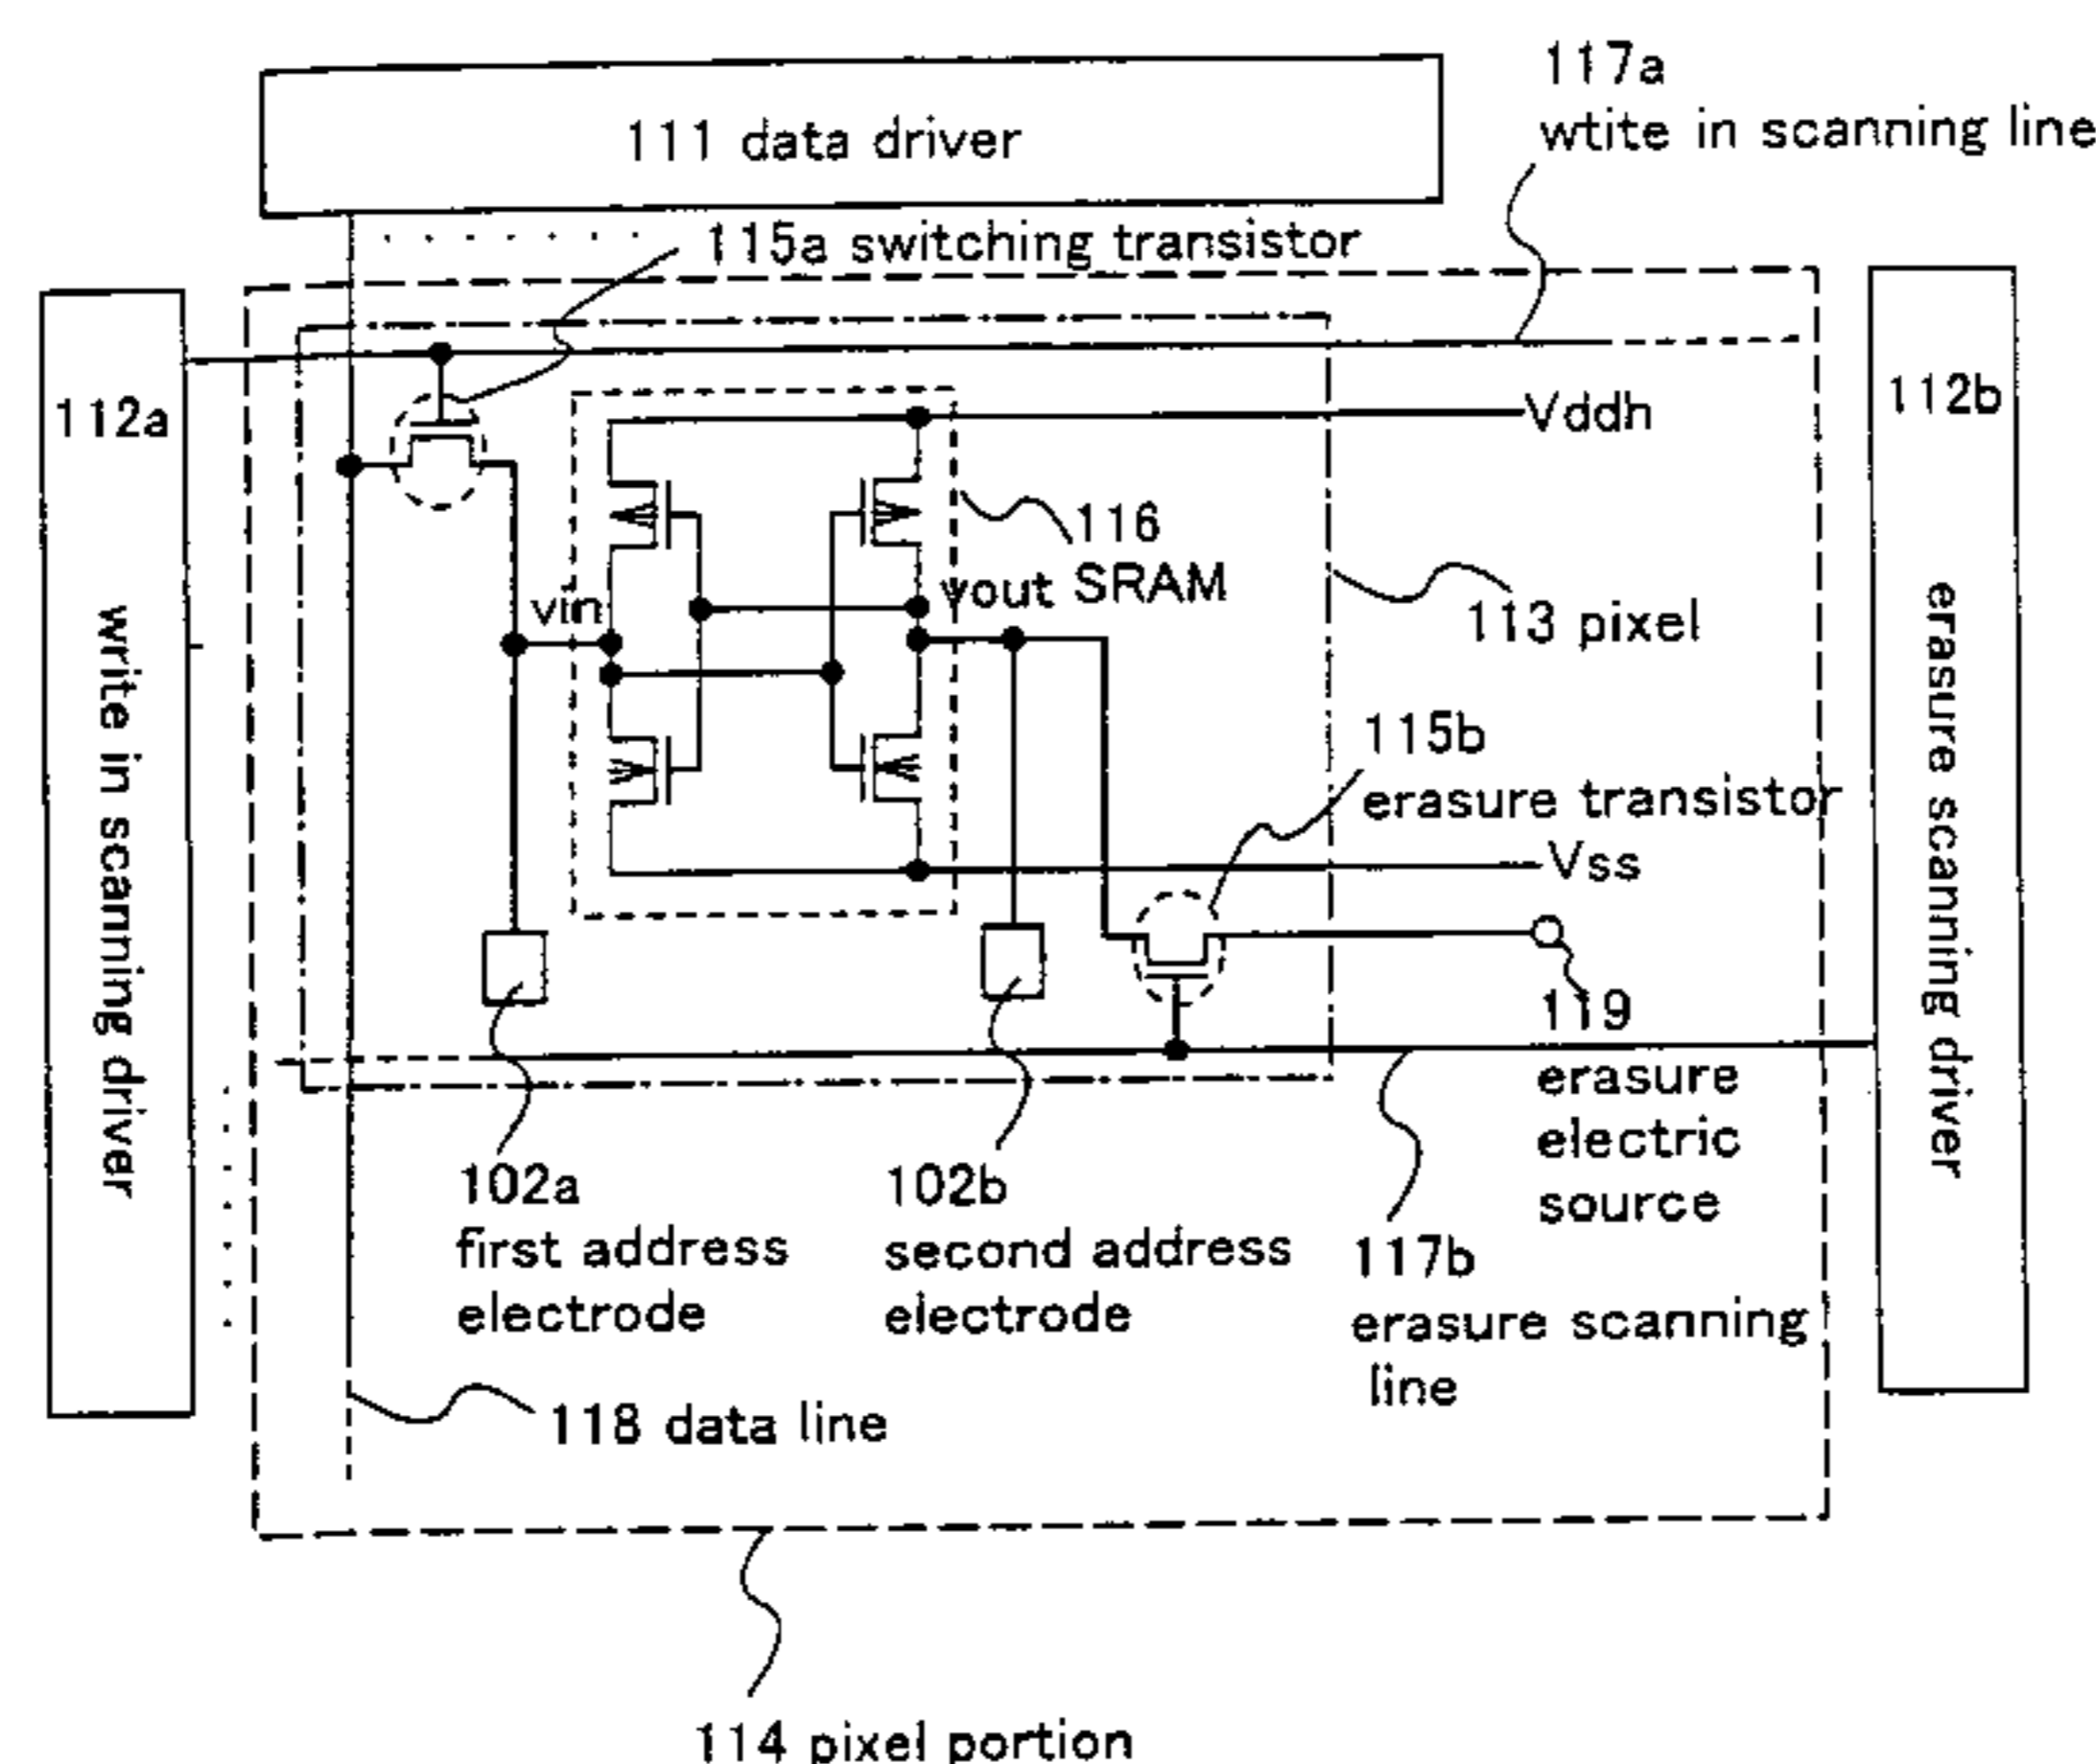 117a
wtite in scanning line
111 data driver
115a switching transistor
112a
write in scanning driver
Vddh
112b
erasure scanning driver
116
SRAM
vin
vout
113 pixel
115b
erasure transistor
Vss
119
erasure
electric
source
102a
first address
electrode
102b
second address
electrode
117b
erasure scanning
line
118 data line
114 pixel portion